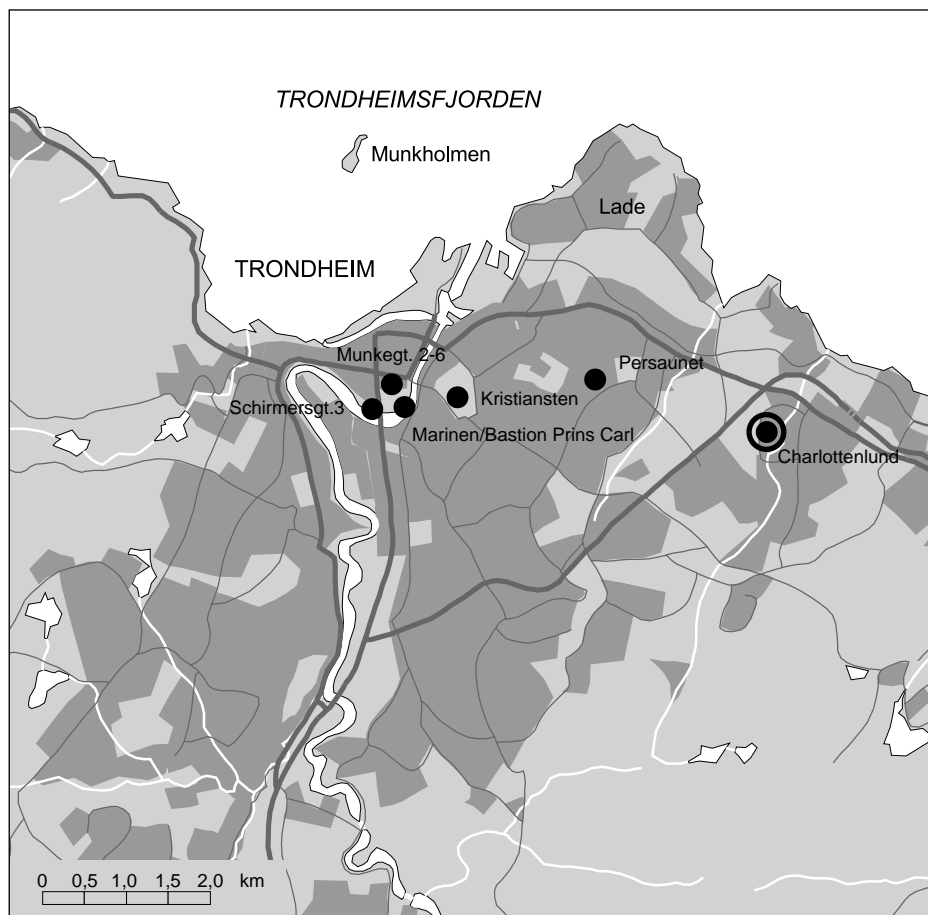 TRONDHEIMSFJORDEN
Munkholmen
Lade
TRONDHEIM
Munkegt. 2-6
Persaunet
Kristiansten
Schirmersgt.3
Marinen/Bastion Prins Carl
Charlottenlund
0 0,5 1,0 1,5 2,0 km